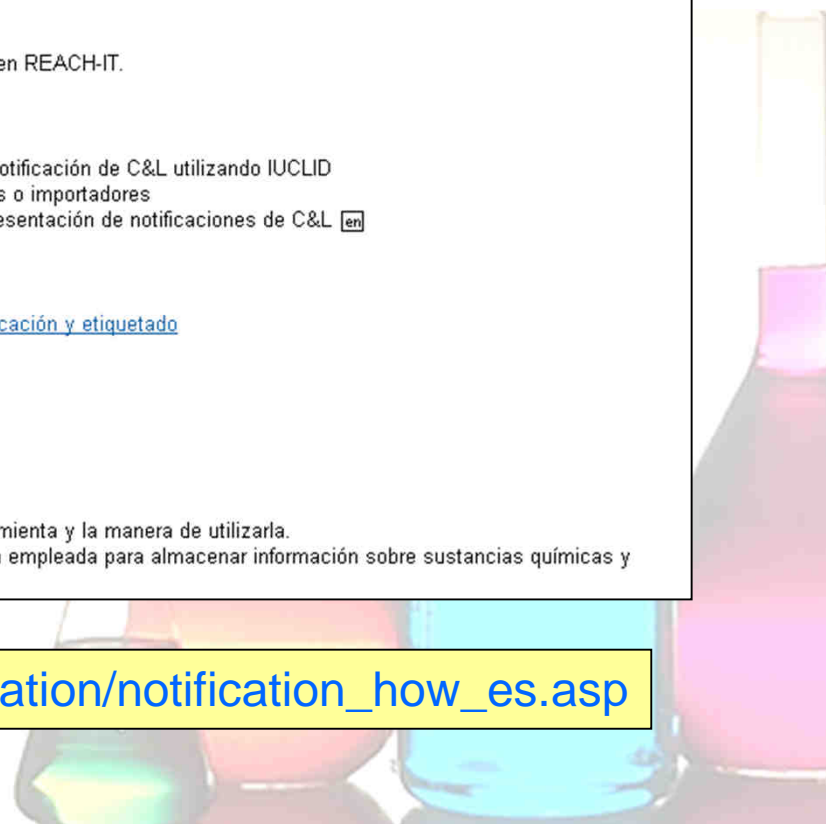 en REACH-IT.
otificación de C&L utilizando IUCLID
s o importadores
esentación de notificaciones de C&L en
cación y etiquetado
mienta y la manera de utilizarla.
empleada para almacenar información sobre sustancias químicas y
ation/notification_how_es.asp